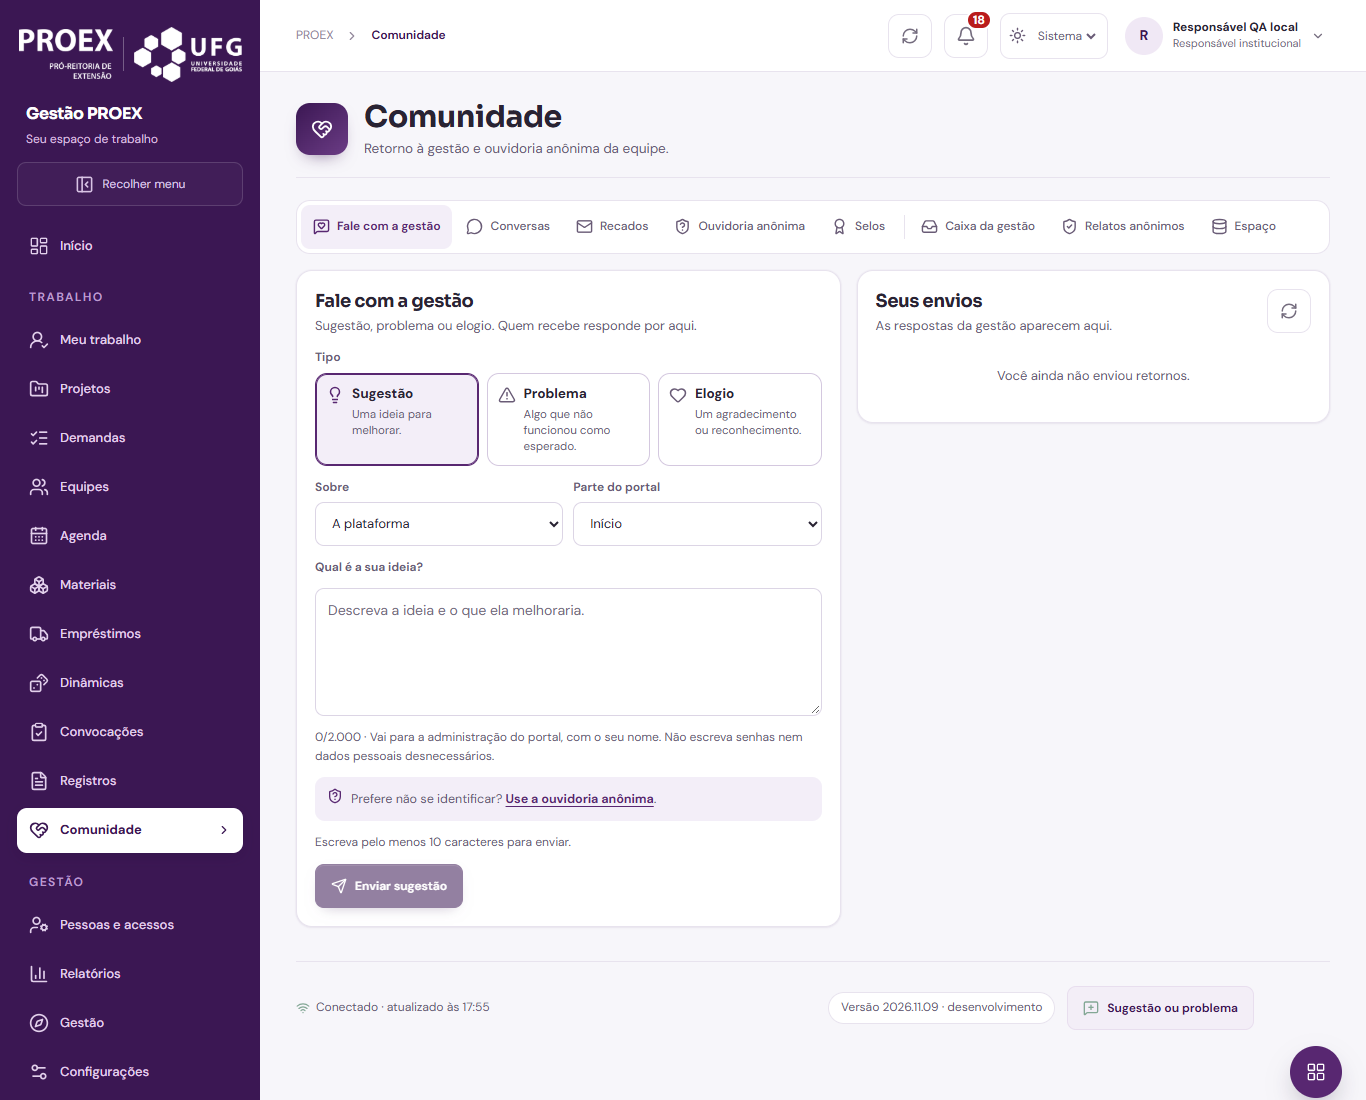 PROEX
PRÓ-REITORIA DE
EXTENSÃO
UFG
UNIVERSIDADE
FEDERAL DE GOIÁS
Gestão PROEX
Seu espaço de trabalho
Recolher menu
Início
TRABALHO
Meu trabalho
Projetos
Demandas
Equipes
Agenda
Materiais
Empréstimos
Dinâmicas
Convocações
Registros
Comunidade
GESTÃO
Pessoas e acessos
Relatórios
Gestão
Configurações
PROEX
Comunidade
18
Sistema
R
Responsável QA local
Responsável institucional
Comunidade
Retorno à gestão e ouvidoria anônima da equipe.
Fale com a gestão
Conversas
Recados
Ouvidoria anônima
Selos
Caixa da gestão
Relatos anônimos
Espaço
Fale com a gestão
Sugestão, problema ou elogio. Quem recebe responde por aqui.
Tipo
Sugestão
Uma ideia para
melhorar.
Problema
Algo que não
funcionou como
esperado.
Elogio
Um agradecimento
ou reconhecimento.
Sobre
A plataforma
Parte do portal
Início
Qual é a sua ideia?
Descreva a ideia e o que ela melhoraria.
0/2.000 · Vai para a administração do portal, com o seu nome. Não escreva senhas nem
dados pessoais desnecessários.
Prefere não se identificar? Use a ouvidoria anônima.
Escreva pelo menos 10 caracteres para enviar.
Enviar sugestão
Seus envios
As respostas da gestão aparecem aqui.
Você ainda não enviou retornos.
Conectado · atualizado às 17:55
Versão 2026.11.09 · desenvolvimento
Sugestão ou problema